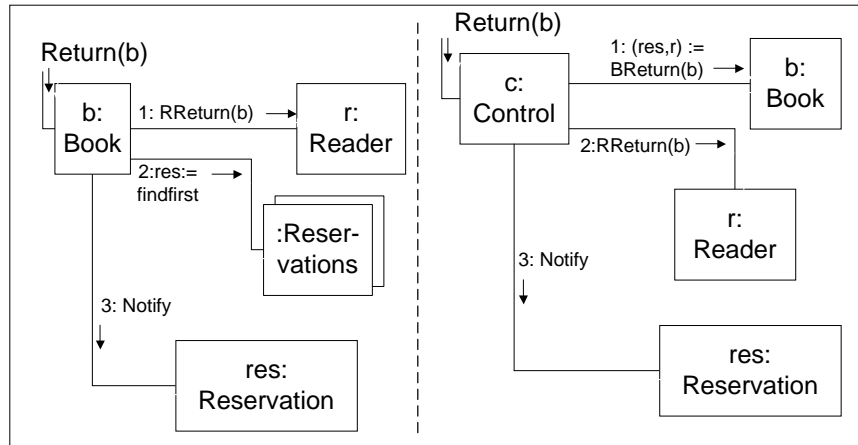 Return(b)
b:
Book
1: RReturn(b)
r:
Reader
2:res:=
findfirst
:Reser-
vations
3: Notify
res:
Reservation
Return(b)
c:
Control
1: (res,r) :=
BReturn(b)
b:
Book
2:RReturn(b)
r:
Reader
3: Notify
res:
Reservation